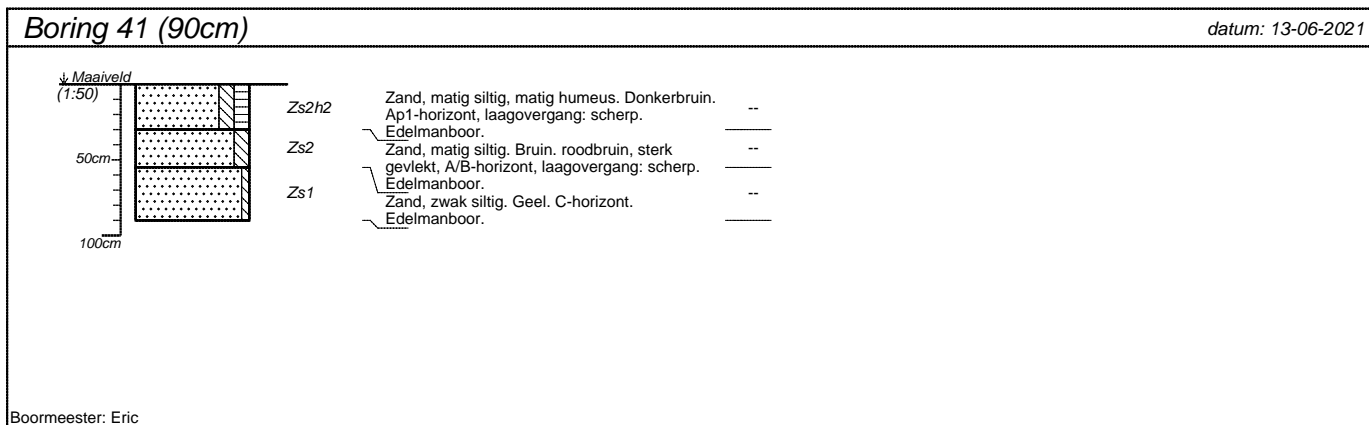 Boring 41 (90cm)
datum: 13-06-2021
Maaiveld
(1:50)
50cm
100cm
Zs2h2
Zand, matig siltig, matig humeus. Donkerbruin.
Ap1-horizont, laagovergang: scherp.
Edelmanboor.
--
Zs2
Zand, matig siltig. Bruin. roodbruin, sterk
gevlekt, A/B-horizont, laagovergang: scherp.
Edelmanboor.
--
Zs1
Zand, zwak siltig. Geel. C-horizont.
Edelmanboor.
--
Boormeester: Eric